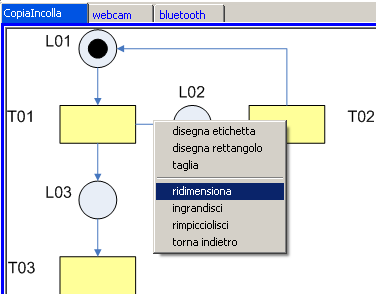 CopiaIncolla webcam bluetooth
L01
L02
T01
T02
disegna etichetta
disegna rettangolo
taglia
ridimensiona
L03
ingrandisci
rimpicciolisci
torna indietro
T03